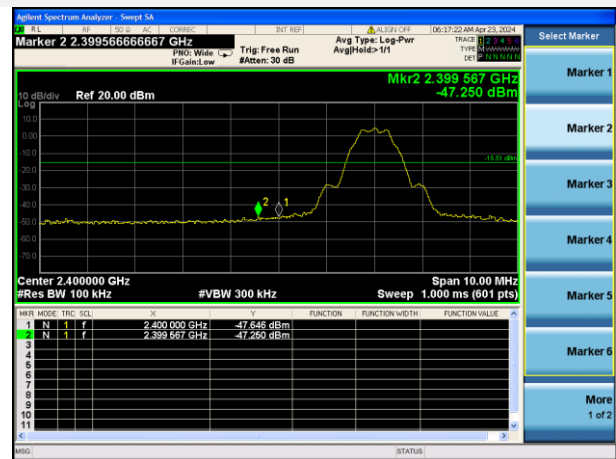 Agilent Spectrum Analyzer - Swept SA
RL RF 50 Ω AC CORREC INT REF ALIGN OFF 06:17:22 AM Apr 23, 2024
Marker 2 2.399566666667 GHz
PNO: Wide
IFGain:Low
Trig: Free Run
#Atten: 30 dB
Avg Type: Log-Pwr
Avg|Hold:> 1/1
TRACE 1 2 3 4 5 6
TYPE M
DET P N N N N N
Select Marker
Mkr2 2.399 567 GHz
-47.250 dBm
10 dB/div Ref 20.00 dBm
Log
10.0
0.00
-10.0
-20.0
-30.0
-40.0
-50.0
-60.0
-70.0
-15.51 dBm
2
1
Center 2.400000 GHz Span 10.00 MHz
#Res BW 100 kHz #VBW 300 kHz Sweep 1.000 ms (601 pts)
MKR MODE TRC SCL X Y FUNCTION FUNCTION WIDTH FUNCTION VALUE
1 N 1 f 2.400 000 GHz -47.646 dBm
2 N 1 f 2.399 567 GHz -47.250 dBm
3
4
5
6
7
8
9
10
11
Marker 1
Marker 2
Marker 3
Marker 4
Marker 5
Marker 6
More
1 of 2
MSG STATUS